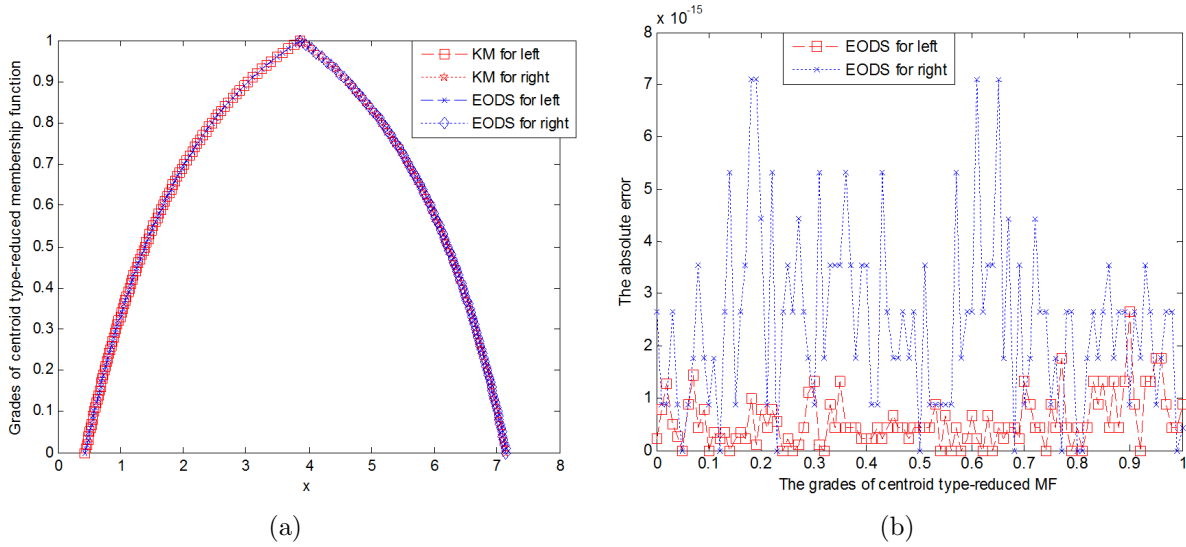 Grades of centroid type-reduced membership function
1
0.9
0.8
0.7
0.6
0.5
0.4
0.3
0.2
0.1
0
0 1 2 3 4 5 6 7 8
x
KM for left
KM for right
EODS for left
EODS for right
(a)
x 10^-15
The absolute error
8
7
6
5
4
3
2
1
0
0 0.1 0.2 0.3 0.4 0.5 0.6 0.7 0.8 0.9 1
The grades of centroid type-reduced MF
EODS for left
EODS for right
(b)